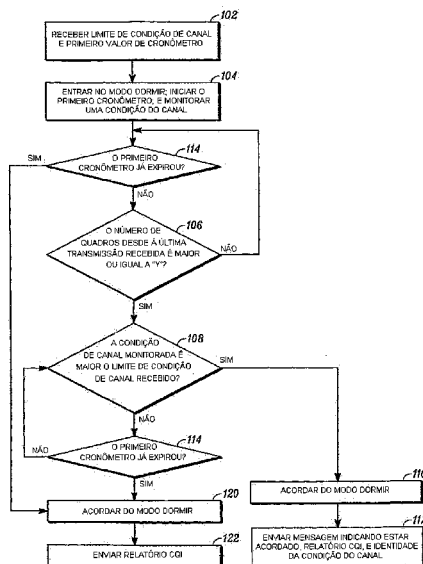 102
RECEBER LIMITE DE CONDIÇÃO DE CANAL
E PRIMEIRO VALOR DE CRONÔMETRO
104
ENTRAR NO MODO DORMIR; INICIAR O
PRIMEIRO CRONÔMETRO, E MONITORAR
UMA CONDIÇÃO DO CANAL
114
SIM
O PRIMEIRO
CRONÔMETRO JÁ EXPIROU?
NÃO
106
O NÚMERO DE
QUADROS DESDE A ÚLTIMA
TRANSMISSÃO RECEBIDA É MAIOR
OU IGUAL A "Y"?
NÃO
SIM
108
A CONDIÇÃO
DE CANAL MONITORADA É
MAIOR O LIMITE DE CONDIÇÃO
DE CANAL RECEBIDO?
SIM
NÃO
114
NÃO
O PRIMEIRO
CRONÔMETRO JÁ EXPIROU?
SIM
120
ACORDAR DO MODO DORMIR
110
ACORDAR DO MODO DORMIR
122
ENVIAR RELATÓRIO CQI
ENVIAR MENSAGEM INDICANDO ESTAR
ACORDADO, RELATÓRIO CQI, E IDENTIDADE
DA CONDIÇÃO DO CANAL